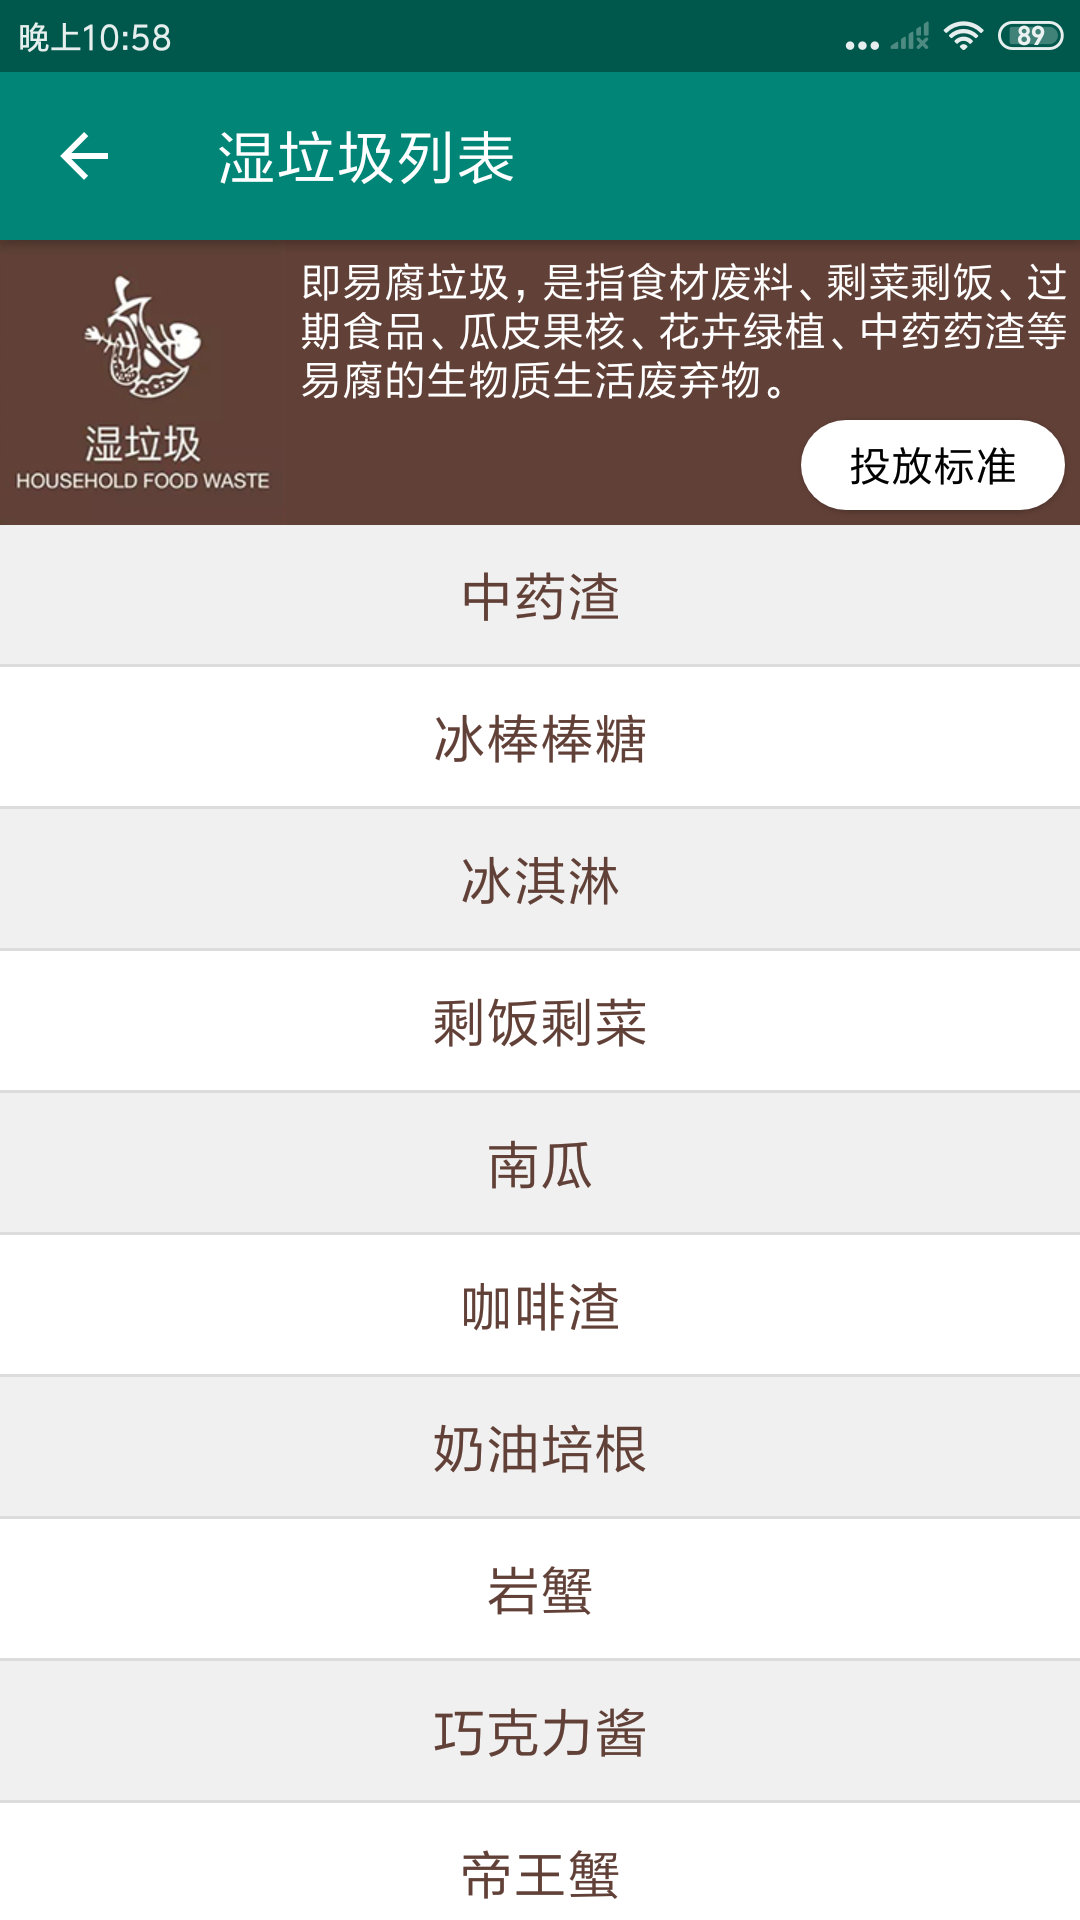 晚上10:58
89
湿垃圾列表
即易腐垃圾，是指食材废料、剩菜剩饭、过
期食品、瓜皮果核、花卉绿植、中药药渣等
易腐的生物质生活废弃物。
湿垃圾
HOUSEHOLD FOOD WASTE
投放标准
中药渣
冰棒棒糖
冰淇淋
剩饭剩菜
南瓜
咖啡渣
奶油培根
岩蟹
巧克力酱
帝王蟹